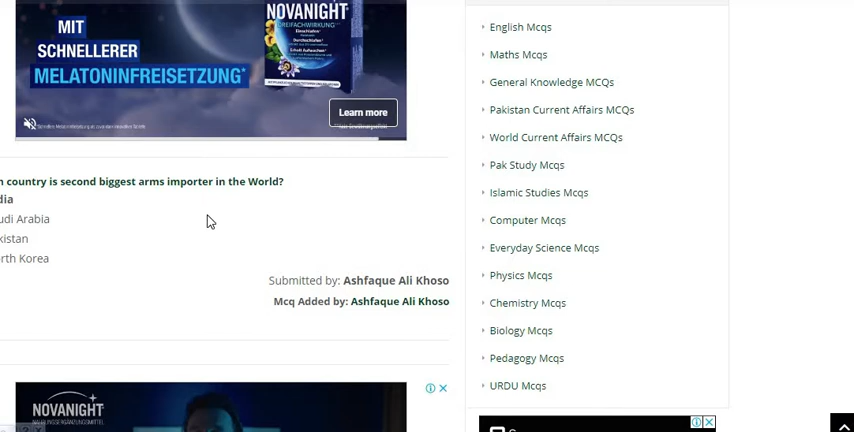 NOVANIGHT
DREIFACHWIRKUNG
MIT
SCHNELLERER
MELATONINFREISETZUNG*
Learn more
n country is second biggest arms importer in the World?
dia
udi Arabia
kistan
rth Korea
Submitted by: Ashfaque Ali Khoso
Mcq Added by: Ashfaque Ali Khoso
NOVANIGHT
NAHRUNGSERGÄNZUNGSMITTEL
English Mcqs
Maths Mcqs
General Knowledge MCQs
Pakistan Current Affairs MCQs
World Current Affairs MCQs
Pak Study Mcqs
Islamic Studies Mcqs
Computer Mcqs
Everyday Science Mcqs
Physics Mcqs
Chemistry Mcqs
Biology Mcqs
Pedagogy Mcqs
URDU Mcqs